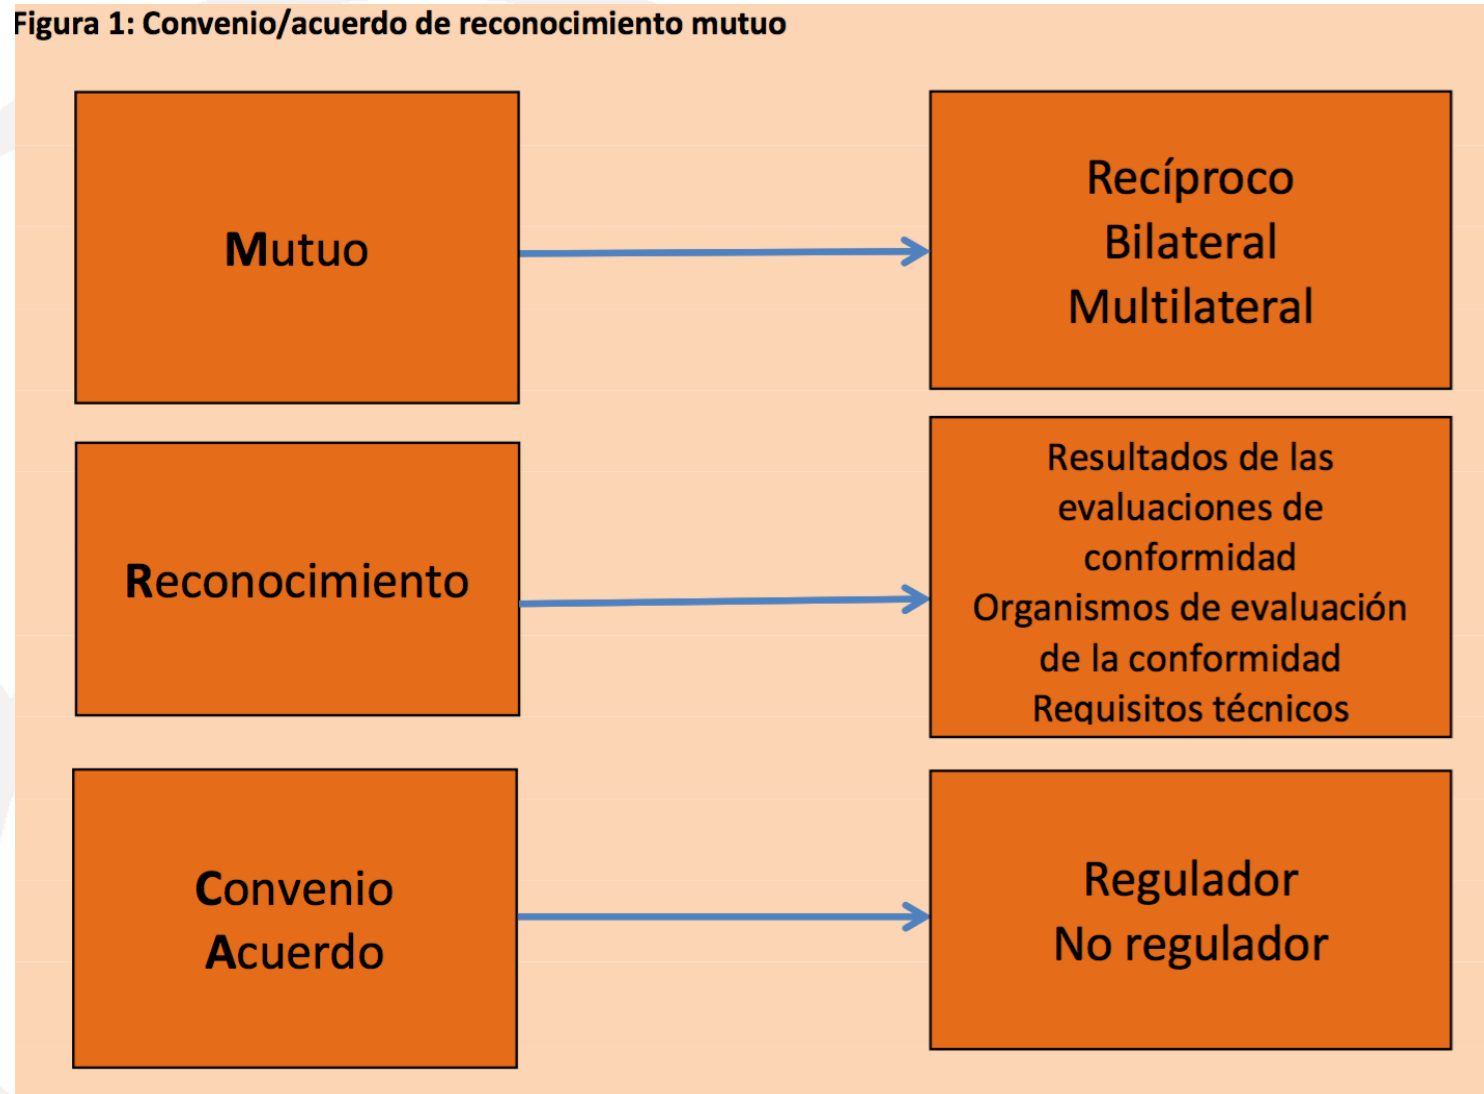 Figura 1: Convenio/acuerdo de reconocimiento mutuo
Mutuo
Recíproco
Bilateral
Multilateral
Reconocimiento
Resultados de las
evaluaciones de
conformidad
Organismos de evaluación
de la conformidad
Requisitos técnicos
Convenio
Acuerdo
Regulador
No regulador